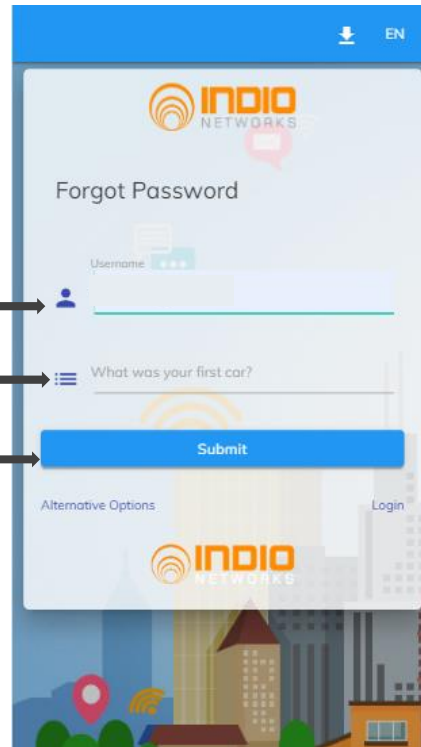 EN
INDIO
NETWORKS
Forgot Password
Username
What was your first car?
Submit
Alternative Options Login
INDIO
NETWORKS